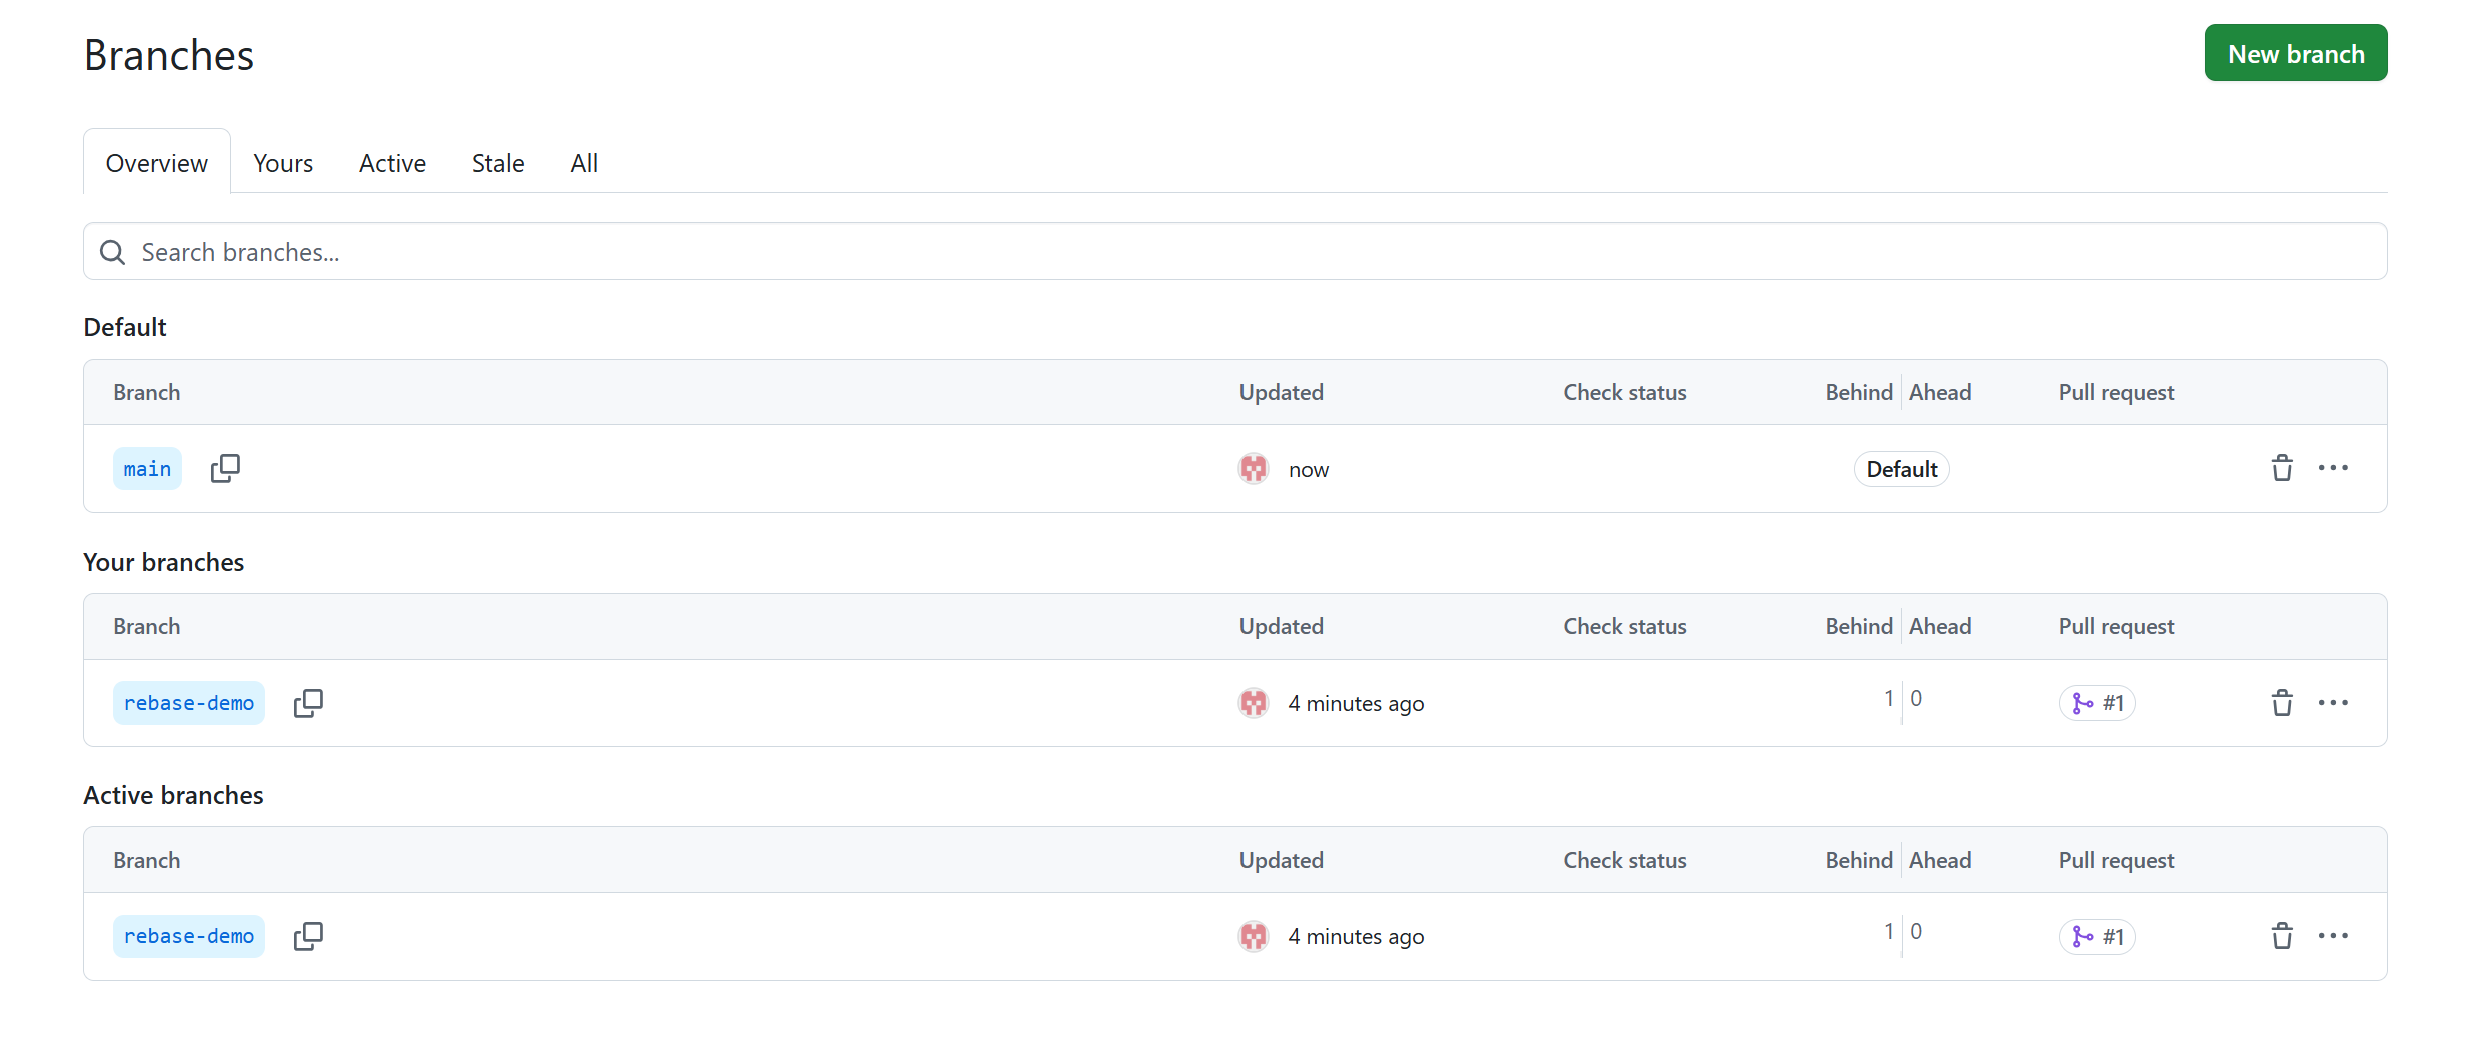 Branches
New branch
Overview Yours Active Stale All
Search branches...
Default
Branch Updated Check status Behind Ahead Pull request
main now Default
Your branches
Branch Updated Check status Behind Ahead Pull request
rebase-demo 4 minutes ago 1 0 #1
Active branches
Branch Updated Check status Behind Ahead Pull request
rebase-demo 4 minutes ago 1 0 #1